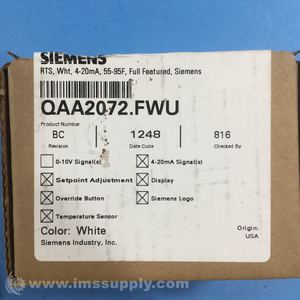 SIEMENS
RTS, Wht, 4-20mA, 55-95F, Full Featured, Siemens
QAA2072.FWU
Product Number
BC 1248 816
Revision Date Code Checked By
0-10V Signal(s) 4-20mA Signal(s)
Setpoint Adjustment Display
Override Button Siemens Logo
Temperature Sensor
Color: White
Siemens Industry, Inc.
Origin:
USA
© www.imssupply.com